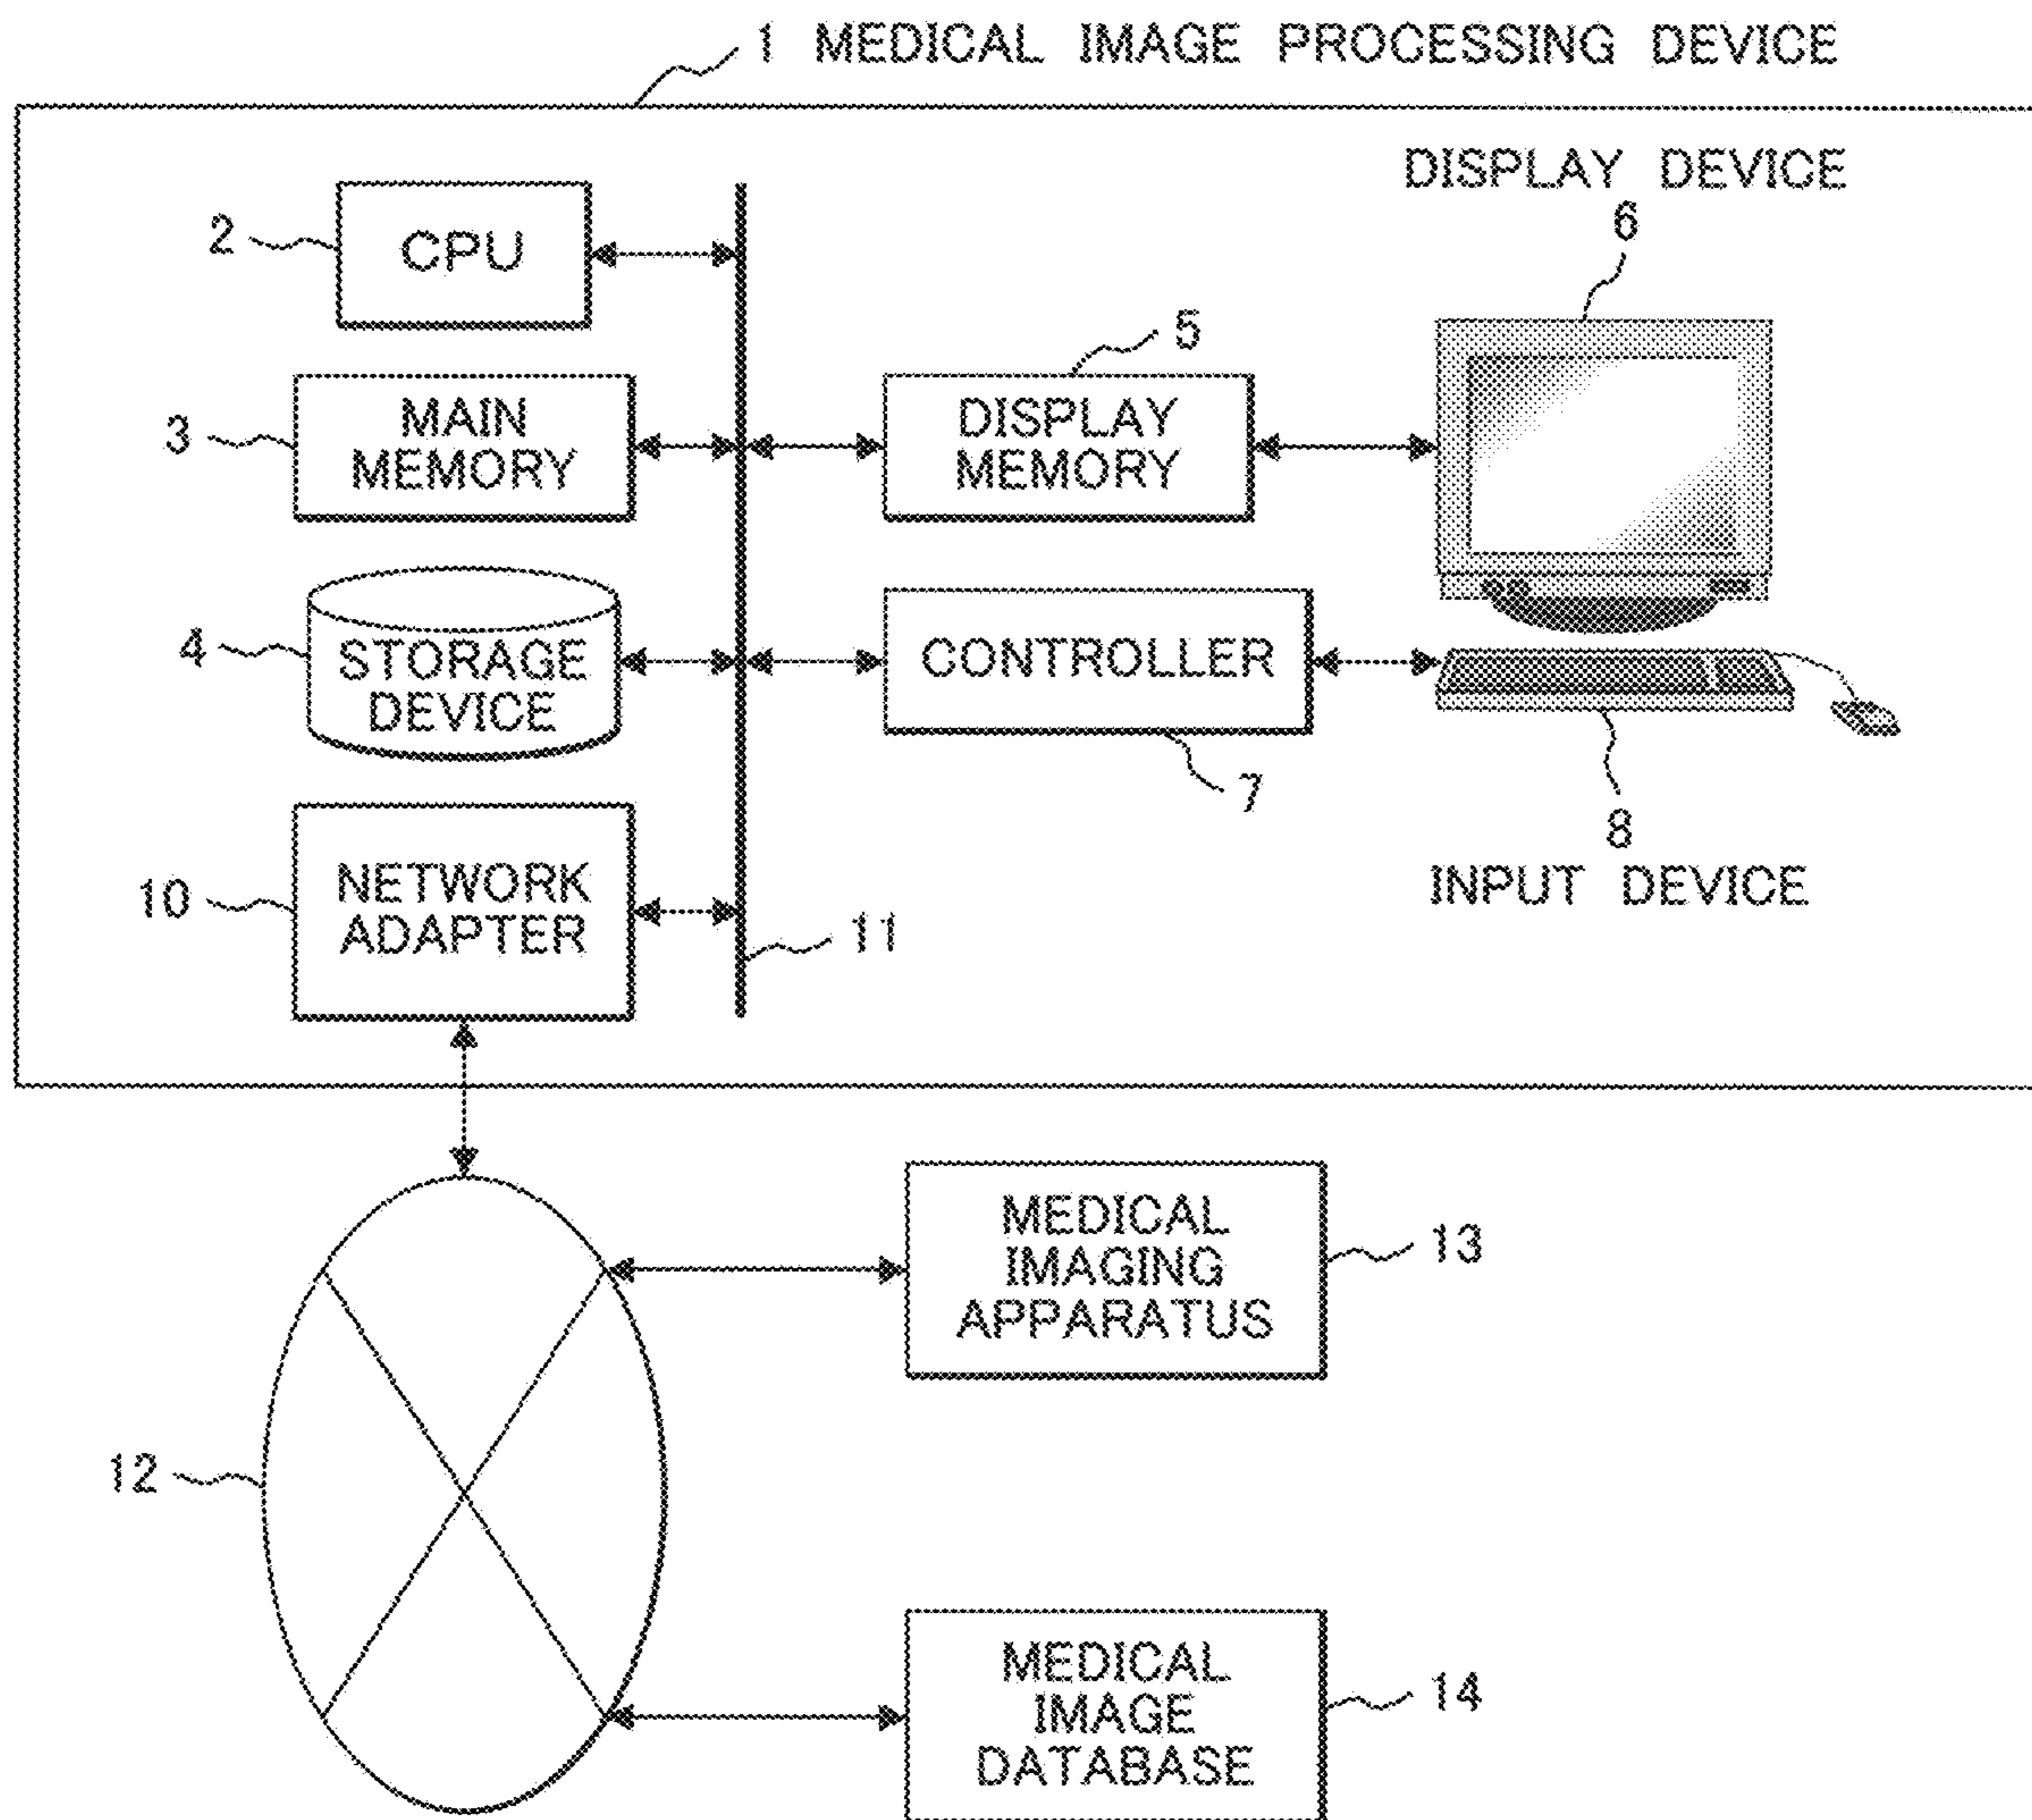 1 MEDICAL IMAGE PROCESSING DEVICE
DISPLAY DEVICE
6
2
CPU
5
3
MAIN
MEMORY
DISPLAY
MEMORY
4
STORAGE
DEVICE
CONTROLLER
7
8
INPUT DEVICE
10
NETWORK
ADAPTER
11
MEDICAL
IMAGING
APPARATUS
13
12
MEDICAL
IMAGE
DATABASE
14